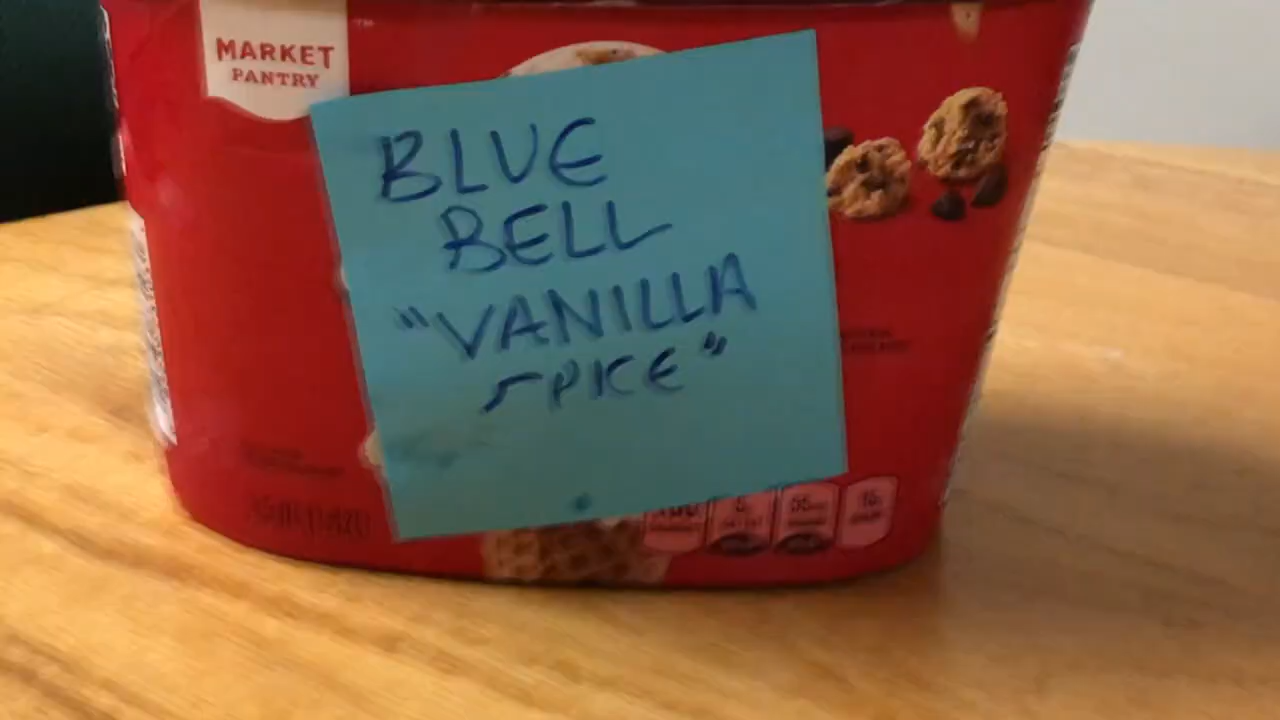 MARKET
PANTRY
BLUE
BELL
"VANILLA
SPICE"